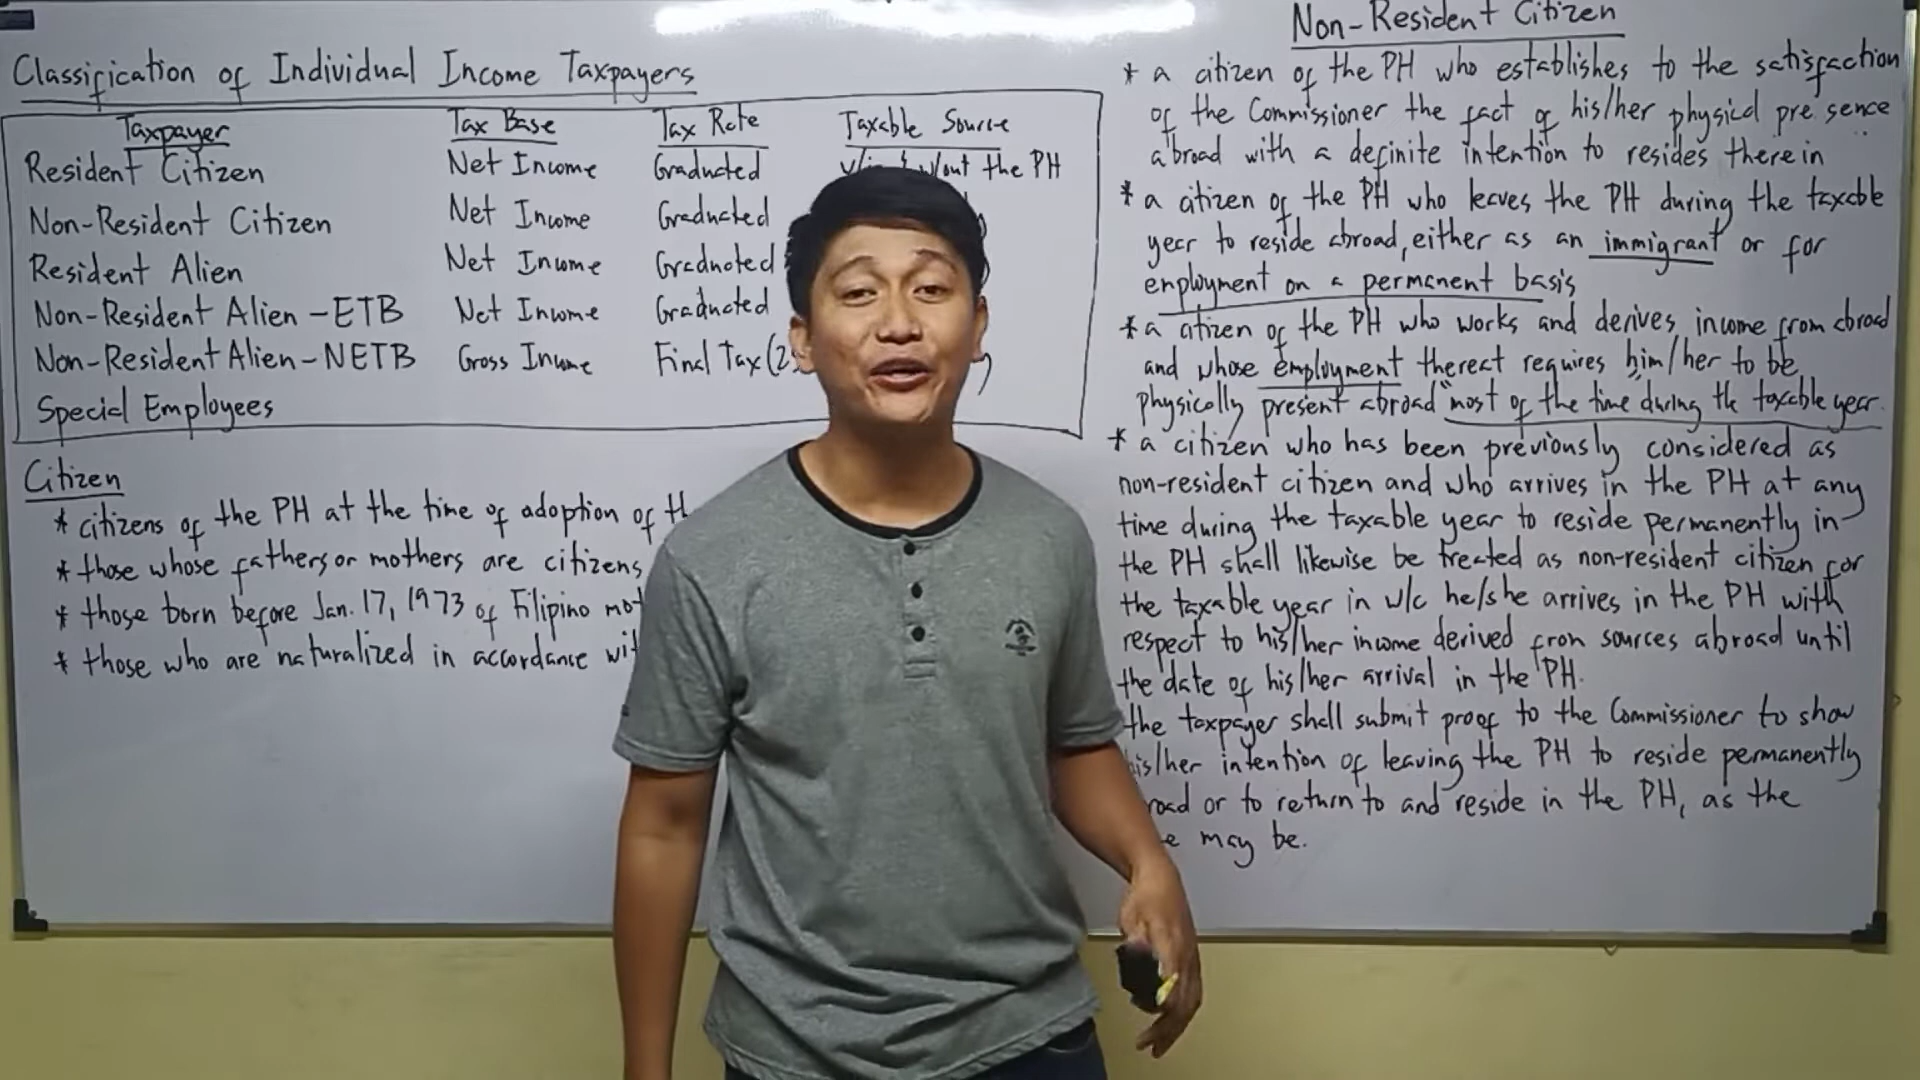 Classification of Individual Income Taxpayers
Taxpayer Tax Base Tax Rate Taxable Source
Resident Citizen Net Income Graduated w/out the PH
Non-Resident Citizen Net Income Graduated
Resident Alien Net Income Graduated
Non-Resident Alien - ETB Net Income Graduated
Non-Resident Alien - NETB Gross Income Final Tax (25
Special Employees
Citizen
* citizens of the PH at the time of adoption of
* those whose fathers or mothers are citizens
* those born before Jan. 17, 1973 of Filipino
* those who are naturalized in accordance
Non-Resident Citizen
* a citizen of the PH who establishes to the satisfaction
of the Commissioner the fact of his/her physical presence
abroad with a definite intention to resides therein
* a citizen of the PH who leaves the PH during the taxable
year to reside abroad, either as an immigrant or for
employment on a permanent basis
* a citizen of the PH who works and derives income from abroad
and whose employment thereat requires him/her to be
physically present abroad "most of the time" during the taxable year.
* a citizen who has been previously considered as
non-resident citizen and who arrives in the PH at any
time during the taxable year to reside permanently in
the PH shall likewise be treated as non-resident citizen for
the taxable year in w/c he/she arrives in the PH with
respect to his/her income derived from sources abroad until
the date of his/her arrival in the PH.
the taxpayer shall submit proof to the Commissioner to show
his/her intention of leaving the PH to reside permanently
or to return to and reside in the PH, as the
may be.